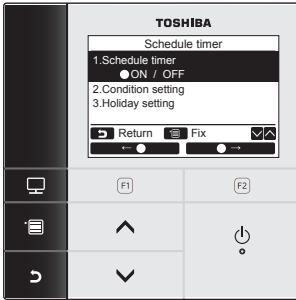 TOSHIBA
Schedule timer
1.Schedule timer
●ON / OFF
2.Condition setting
3.Holiday setting
Return Fix
← ● ● →
F1 F2